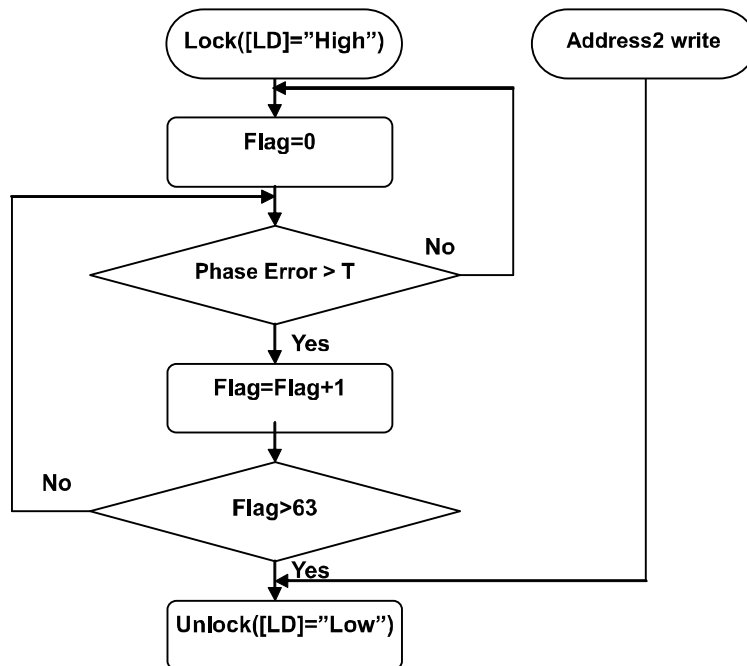 Lock([LD]=”High”)
Address2 write
Flag=0
No
Phase Error > T
Yes
Flag=Flag+1
No
Flag>63
Yes
Unlock([LD]=”Low”)